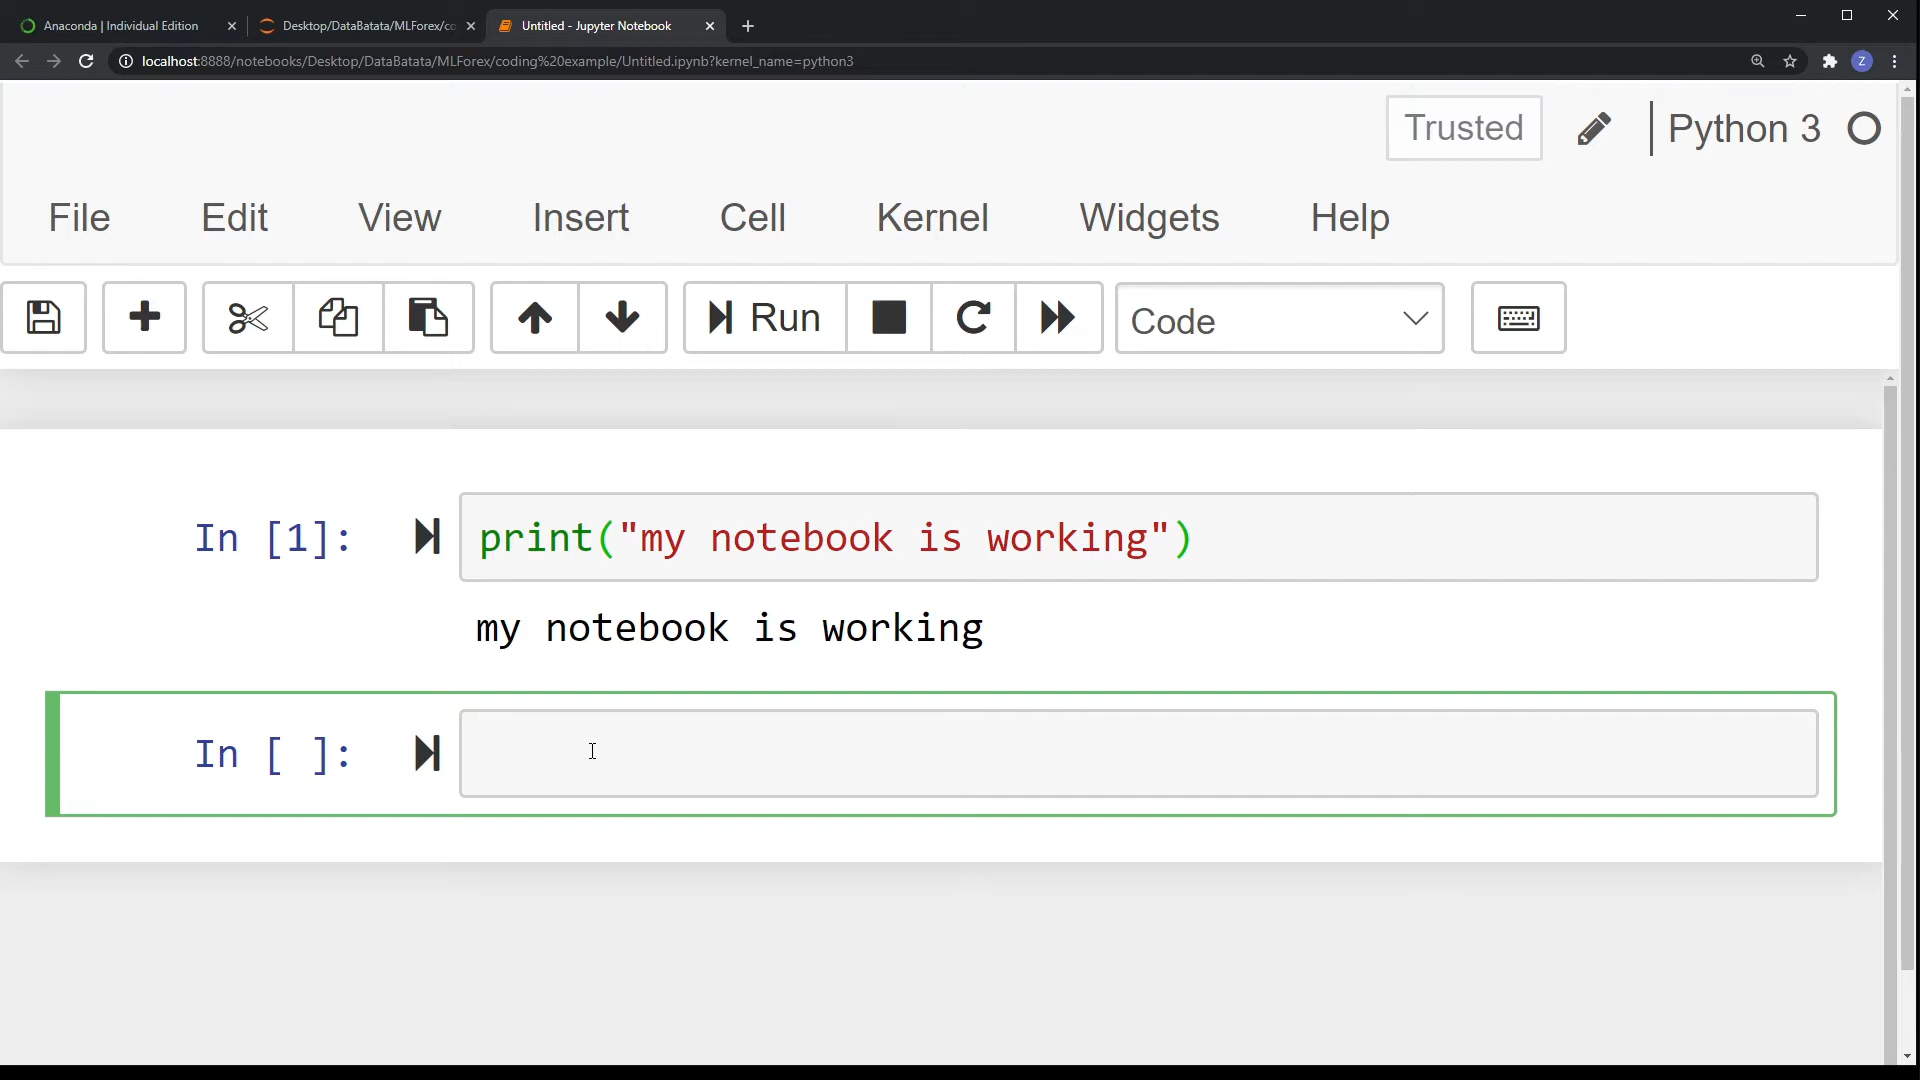 Anaconda | Individual Edition
Desktop/DataBatata/MLForex/co
Untitled - Jupyter Notebook
localhost:8888/notebooks/Desktop/DataBatata/MLForex/coding%20example/Untitled.ipynb?kernel_name=python3
Z
Trusted
Python 3
File Edit View Insert Cell Kernel Widgets Help
Run
Code
In [1]: print("my notebook is working")
my notebook is working
In [ ]: